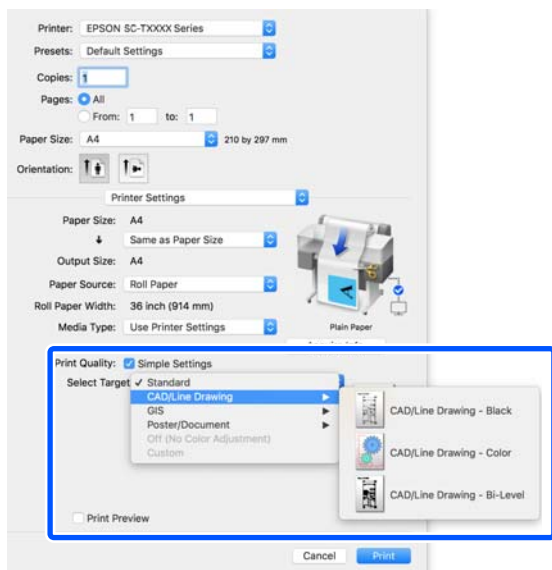 Printer: EPSON SC-TXXXX Series
Presets: Default Settings
Copies: 1
Pages: All
From: 1 to: 1
Paper Size: A4 210 by 297 mm
Orientation:
Printer Settings
Paper Size: A4
Same as Paper Size
Output Size: A4
Paper Source: Roll Paper
Roll Paper Width: 36 inch (914 mm)
Media Type: Use Printer Settings
Plain Paper
Print Quality: Simple Settings
Select Target ✓ Standard
CAD/Line Drawing
GIS
Poster/Document
Off (No Color Adjustment)
Custom
CAD/Line Drawing - Black
CAD/Line Drawing - Color
CAD/Line Drawing - Bi-Level
Print Preview
Cancel Print